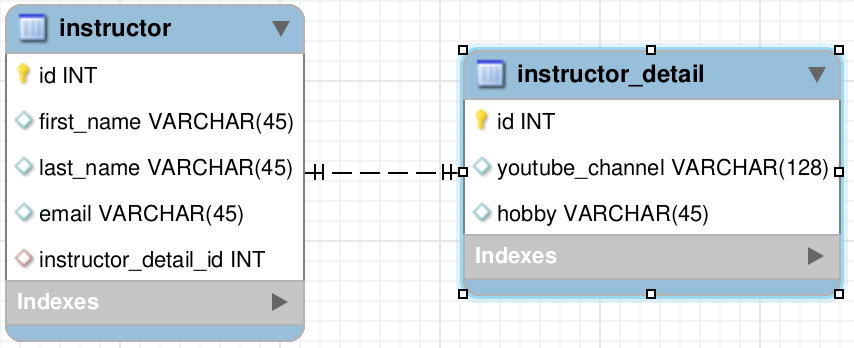 instructor
id INT
first_name VARCHAR(45)
last_name VARCHAR(45)
email VARCHAR(45)
instructor_detail_id INT
Indexes
instructor_detail
id INT
youtube_channel VARCHAR(128)
hobby VARCHAR(45)
Indexes